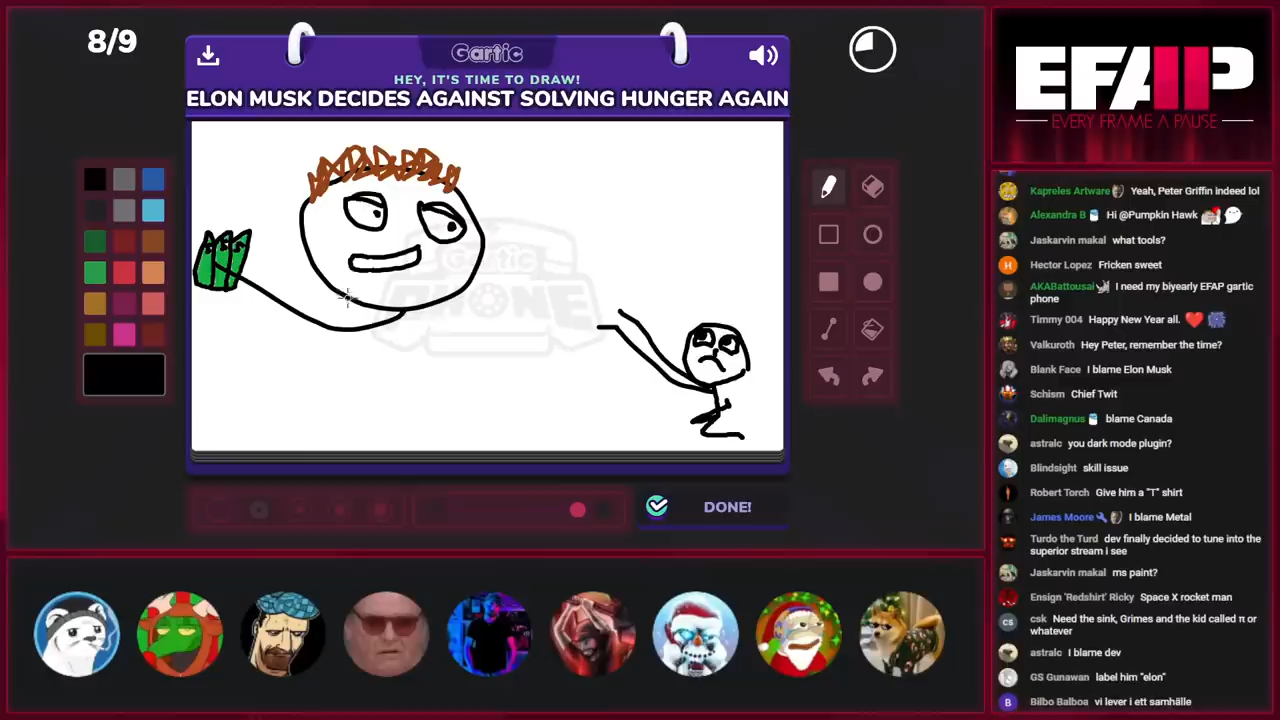 8/9
Gartic
HEY, IT'S TIME TO DRAW!
ELON MUSK DECIDES AGAINST SOLVING HUNGER AGAIN
Gartic
PHONE
DONE!
EFAP
EVERY FRAME A PAUSE
Kapreles Artware Yeah, Peter Griffin indeed lol
Alexandra B Hi @Pumpkin Hawk
Jaskarvin makal what tools?
Hector Lopez Fricken sweet
AKABattousai I need my biyearly EFAP gartic
phone
Timmy 004 Happy New Year all.
Valkuroth Hey Peter, remember the time?
Blank Face I blame Elon Musk
Schism Chief Twit
Dalimagnus blame Canada
astralc you dark mode plugin?
Blindsight skill issue
Robert Torch Give him a "T" shirt
James Moore I blame Metal
Turdo the Turd dev finally decided to tune into the
superior stream i see
Jaskarvin makal ms paint?
Ensign 'Redshirt' Ricky Space X rocket man
CS csk Need the sink, Grimes and the kid called π or
whatever
astralc I blame dev
GS Gunawan label him "elon"
B Bilbo Balboa vi lever i ett samhälle